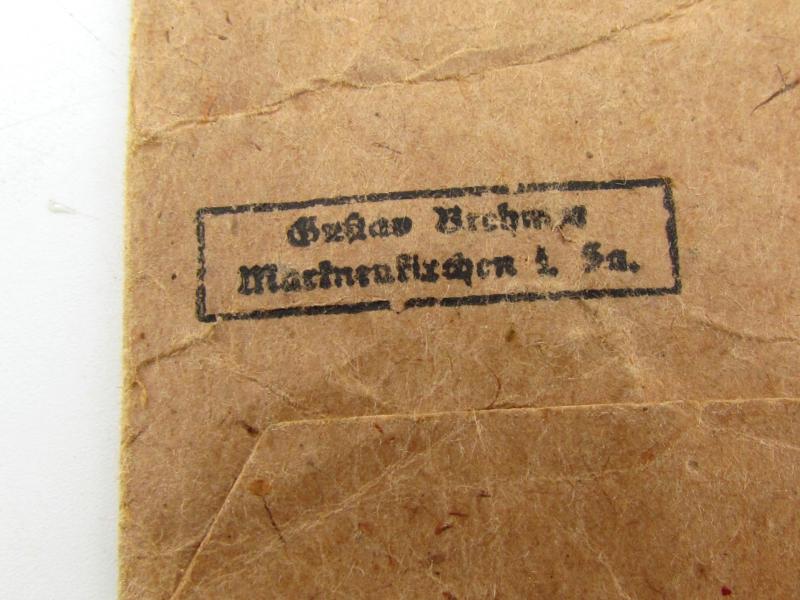 Gustav Brehmer
Markneukirchen i. Sa.